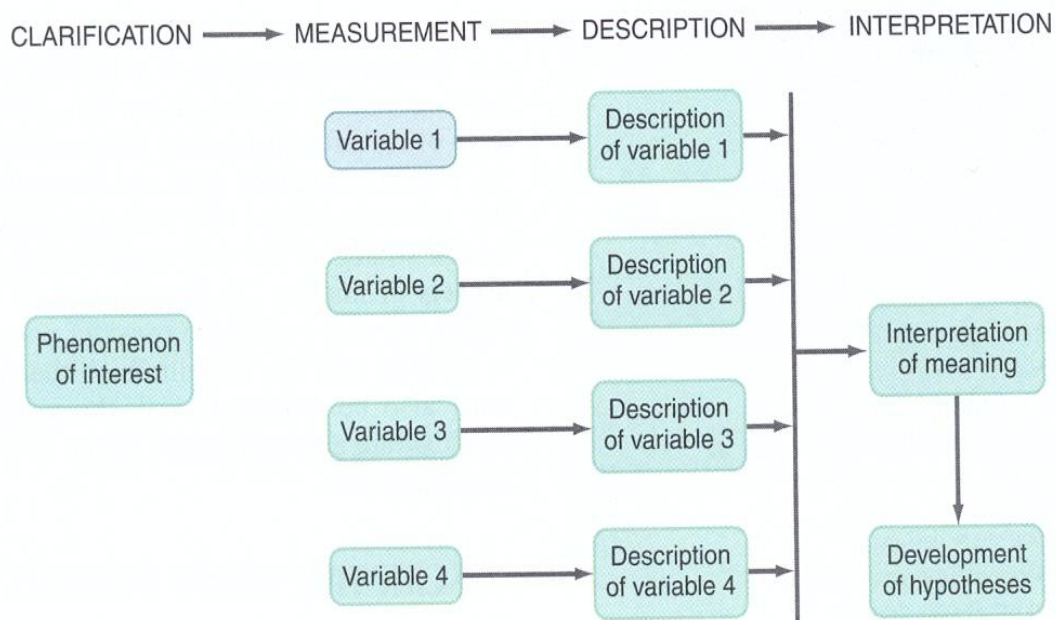 CLARIFICATION MEASUREMENT DESCRIPTION INTERPRETATION
Variable 1
Description
of variable 1
Variable 2
Description
of variable 2
Phenomenon
of interest
Interpretation
of meaning
Variable 3
Description
of variable 3
Variable 4
Description
of variable 4
Development
of hypotheses